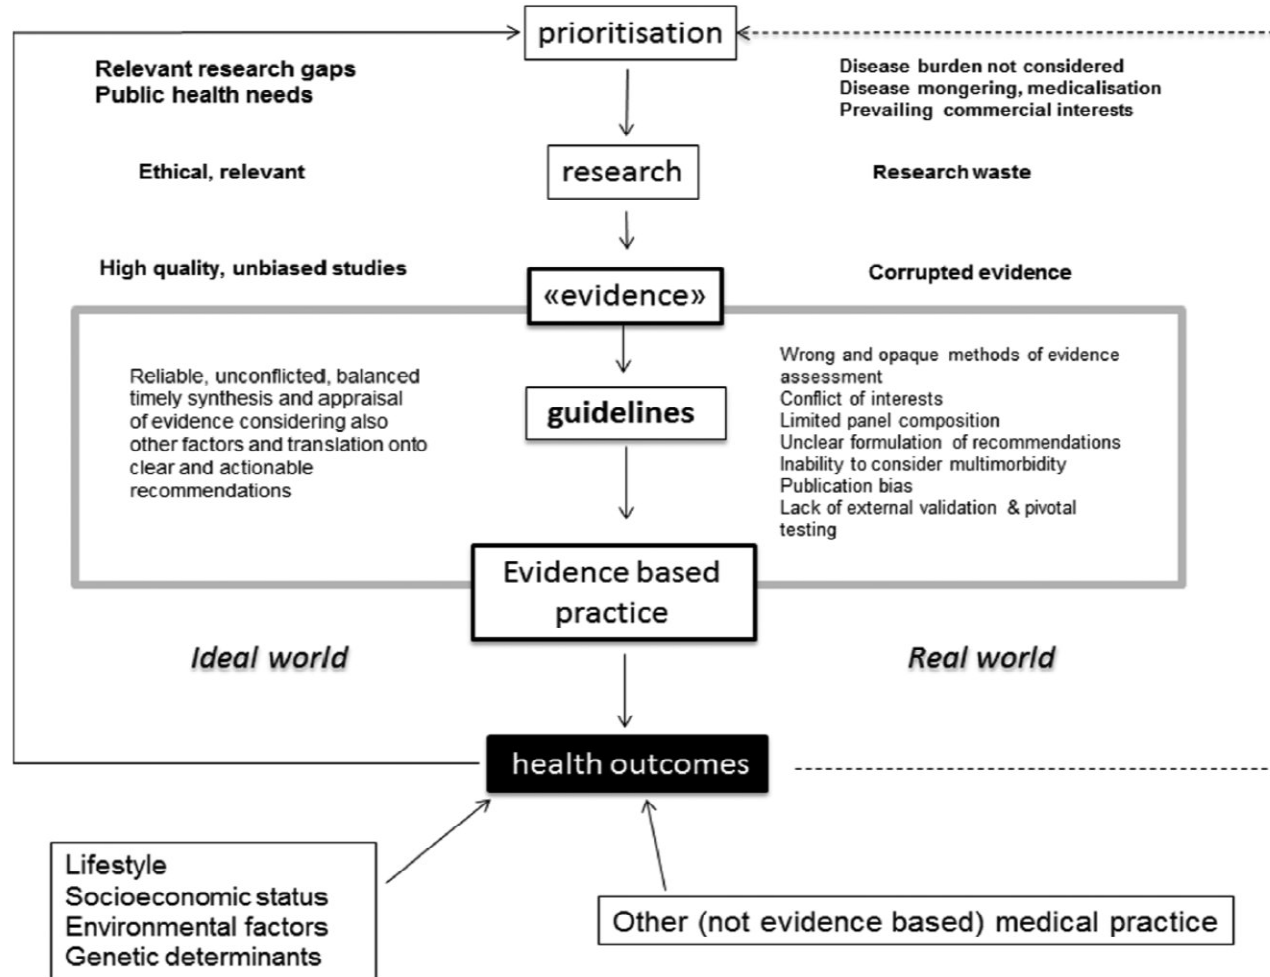 prioritisation
Relevant research gaps
Public health needs
Disease burden not considered
Disease mongering, medicalisation
Prevailing commercial interests
Ethical, relevant
research
Research waste
High quality, unbiased studies
«evidence»
Corrupted evidence
Reliable, unconflicted, balanced
timely synthesis and appraisal
of evidence considering also
other factors and translation onto
clear and actionable
recommendations
guidelines
Wrong and opaque methods of evidence
assessment
Conflict of interests
Limited panel composition
Unclear formulation of recommendations
Inability to consider multimorbidity
Publication bias
Lack of external validation & pivotal
testing
Evidence based
practice
Ideal world
Real world
health outcomes
Lifestyle
Socioeconomic status
Environmental factors
Genetic determinants
Other (not evidence based) medical practice